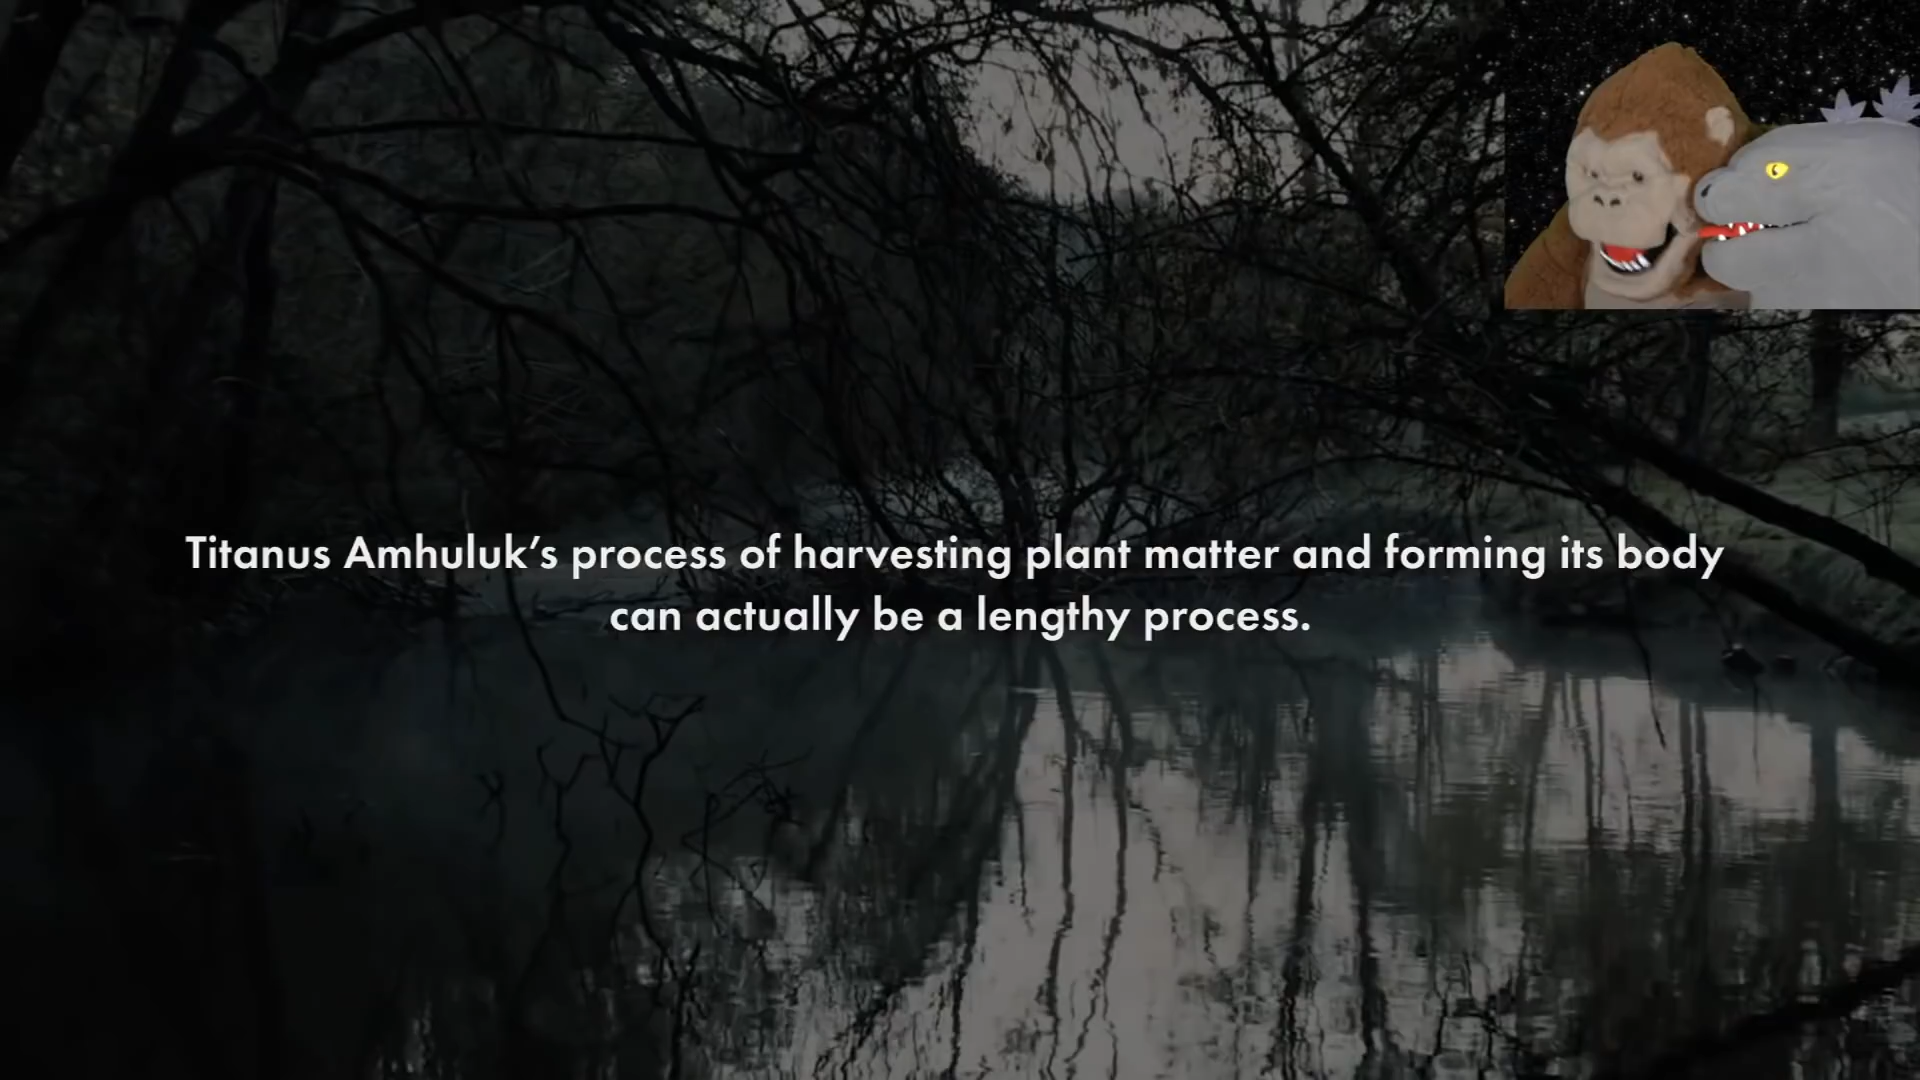 Titanus Amhuluk’s process of harvesting plant matter and forming its body
can actually be a lengthy process.